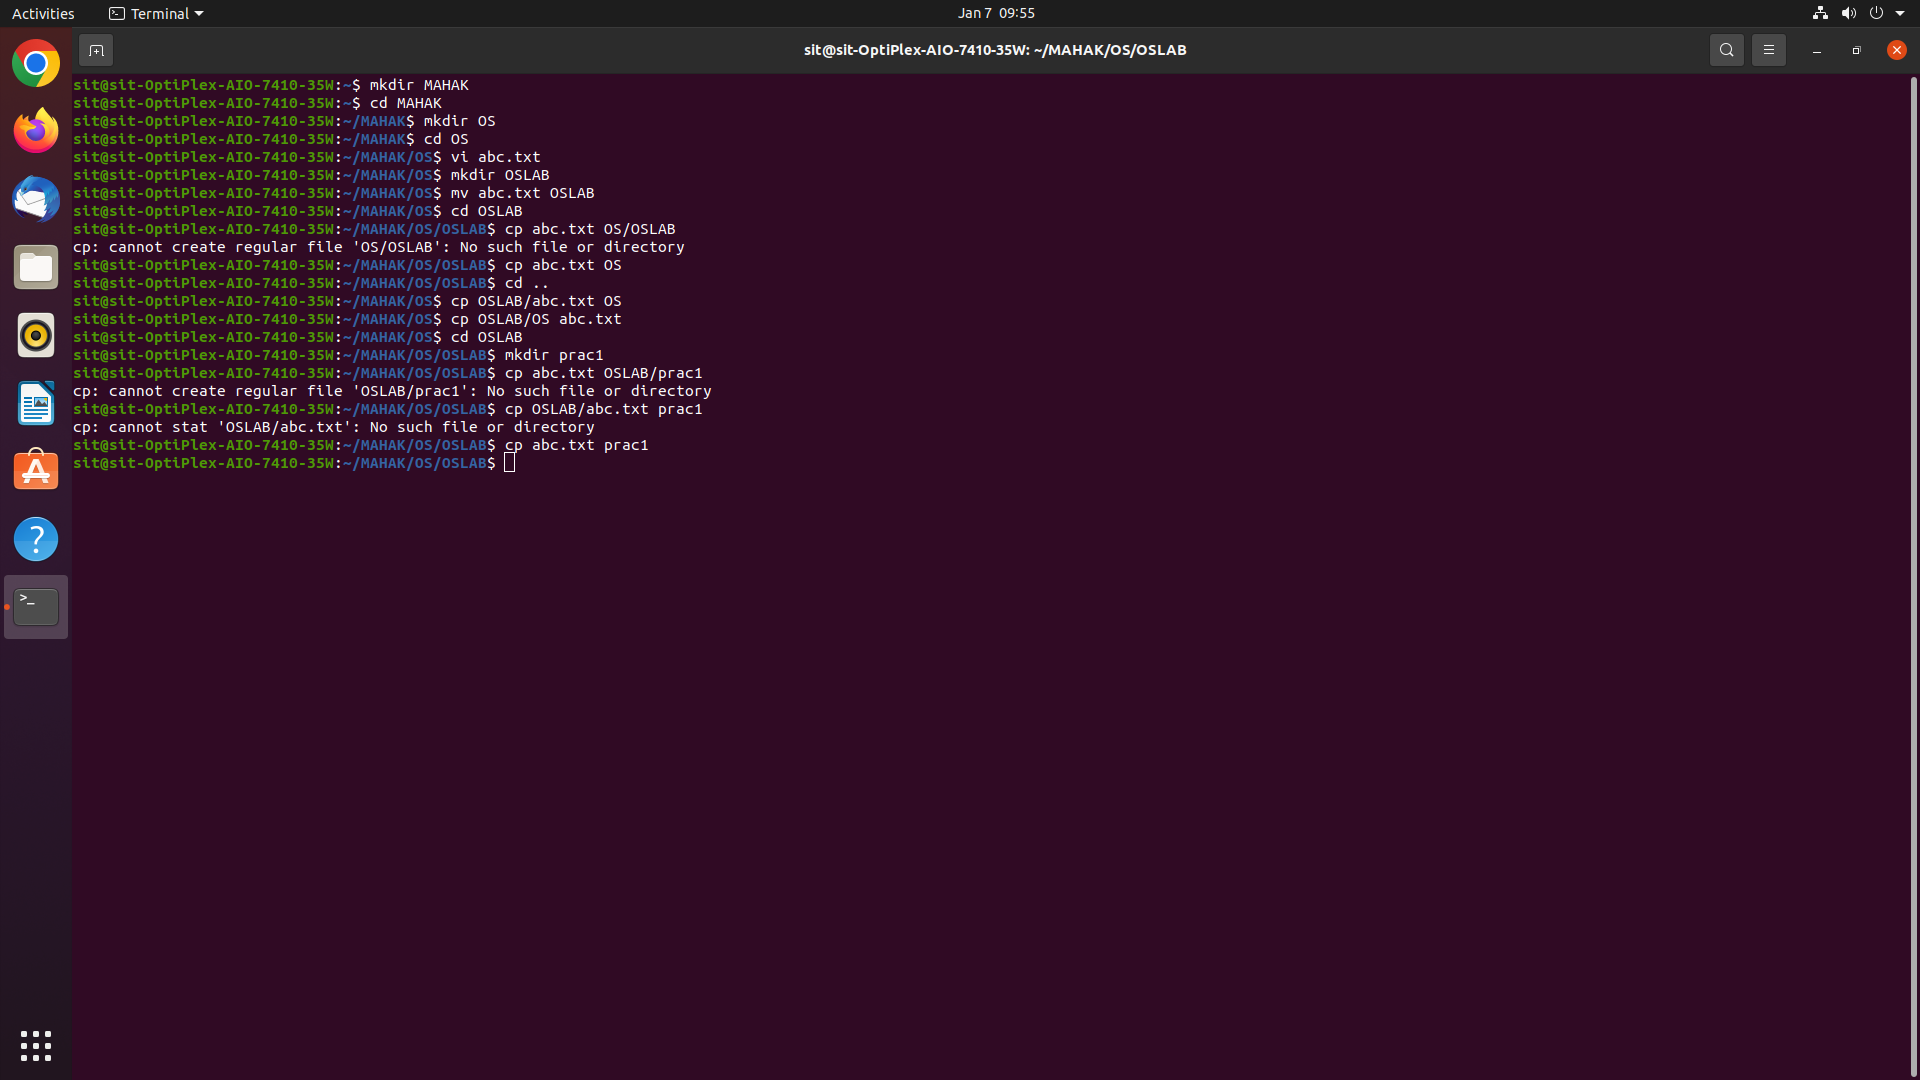 Activities
Terminal
Jan 7 09:55
sit@sit-OptiPlex-AIO-7410-35W: ~/MAHAK/OS/OSLAB
sit@sit-OptiPlex-AIO-7410-35W:~$ mkdir MAHAK
sit@sit-OptiPlex-AIO-7410-35W:~$ cd MAHAK
sit@sit-OptiPlex-AIO-7410-35W:~/MAHAK$ mkdir OS
sit@sit-OptiPlex-AIO-7410-35W:~/MAHAK$ cd OS
sit@sit-OptiPlex-AIO-7410-35W:~/MAHAK/OS$ vi abc.txt
sit@sit-OptiPlex-AIO-7410-35W:~/MAHAK/OS$ mkdir OSLAB
sit@sit-OptiPlex-AIO-7410-35W:~/MAHAK/OS$ mv abc.txt OSLAB
sit@sit-OptiPlex-AIO-7410-35W:~/MAHAK/OS$ cd OSLAB
sit@sit-OptiPlex-AIO-7410-35W:~/MAHAK/OS/OSLAB$ cp abc.txt OS/OSLAB
cp: cannot create regular file 'OS/OSLAB': No such file or directory
sit@sit-OptiPlex-AIO-7410-35W:~/MAHAK/OS/OSLAB$ cp abc.txt OS
sit@sit-OptiPlex-AIO-7410-35W:~/MAHAK/OS/OSLAB$ cd ..
sit@sit-OptiPlex-AIO-7410-35W:~/MAHAK/OS$ cp OSLAB/abc.txt OS
sit@sit-OptiPlex-AIO-7410-35W:~/MAHAK/OS$ cp OSLAB/OS abc.txt
sit@sit-OptiPlex-AIO-7410-35W:~/MAHAK/OS$ cd OSLAB
sit@sit-OptiPlex-AIO-7410-35W:~/MAHAK/OS/OSLAB$ mkdir prac1
sit@sit-OptiPlex-AIO-7410-35W:~/MAHAK/OS/OSLAB$ cp abc.txt OSLAB/prac1
cp: cannot create regular file 'OSLAB/prac1': No such file or directory
sit@sit-OptiPlex-AIO-7410-35W:~/MAHAK/OS/OSLAB$ cp OSLAB/abc.txt prac1
cp: cannot stat 'OSLAB/abc.txt': No such file or directory
sit@sit-OptiPlex-AIO-7410-35W:~/MAHAK/OS/OSLAB$ cp abc.txt prac1
sit@sit-OptiPlex-AIO-7410-35W:~/MAHAK/OS/OSLAB$